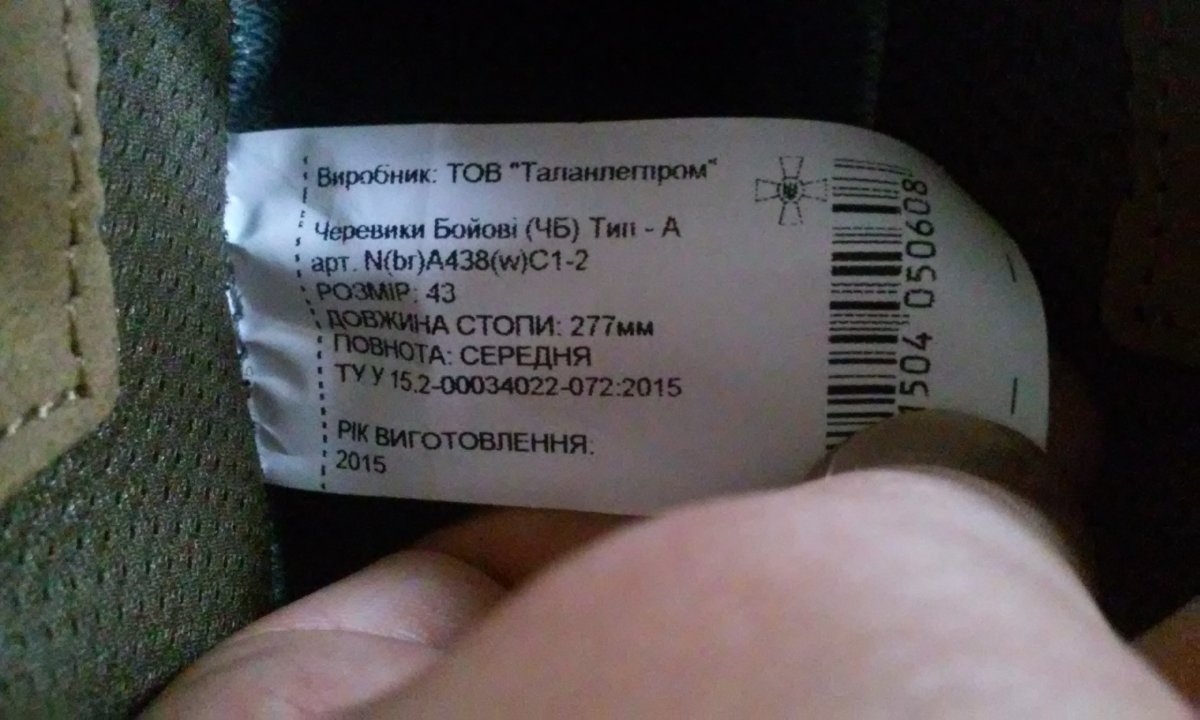 Виробник: ТОВ "Таланлегпром"
Черевики Бойові (ЧБ) Тип - А
арт. N(br)A438(w)C1-2
РОЗМІР: 43
ДОВЖИНА СТОПИ: 277мм
ПОВНОТА: СЕРЕДНЯ
ТУ У 15.2-00034022-072:2015
РІК ВИГОТОВЛЕННЯ:
2015
1504 050608